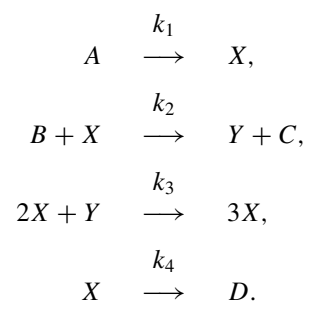 k₁
A ⟶ X,
k₂
B + X ⟶ Y + C,
k₃
2X + Y ⟶ 3X,
k₄
X ⟶ D.